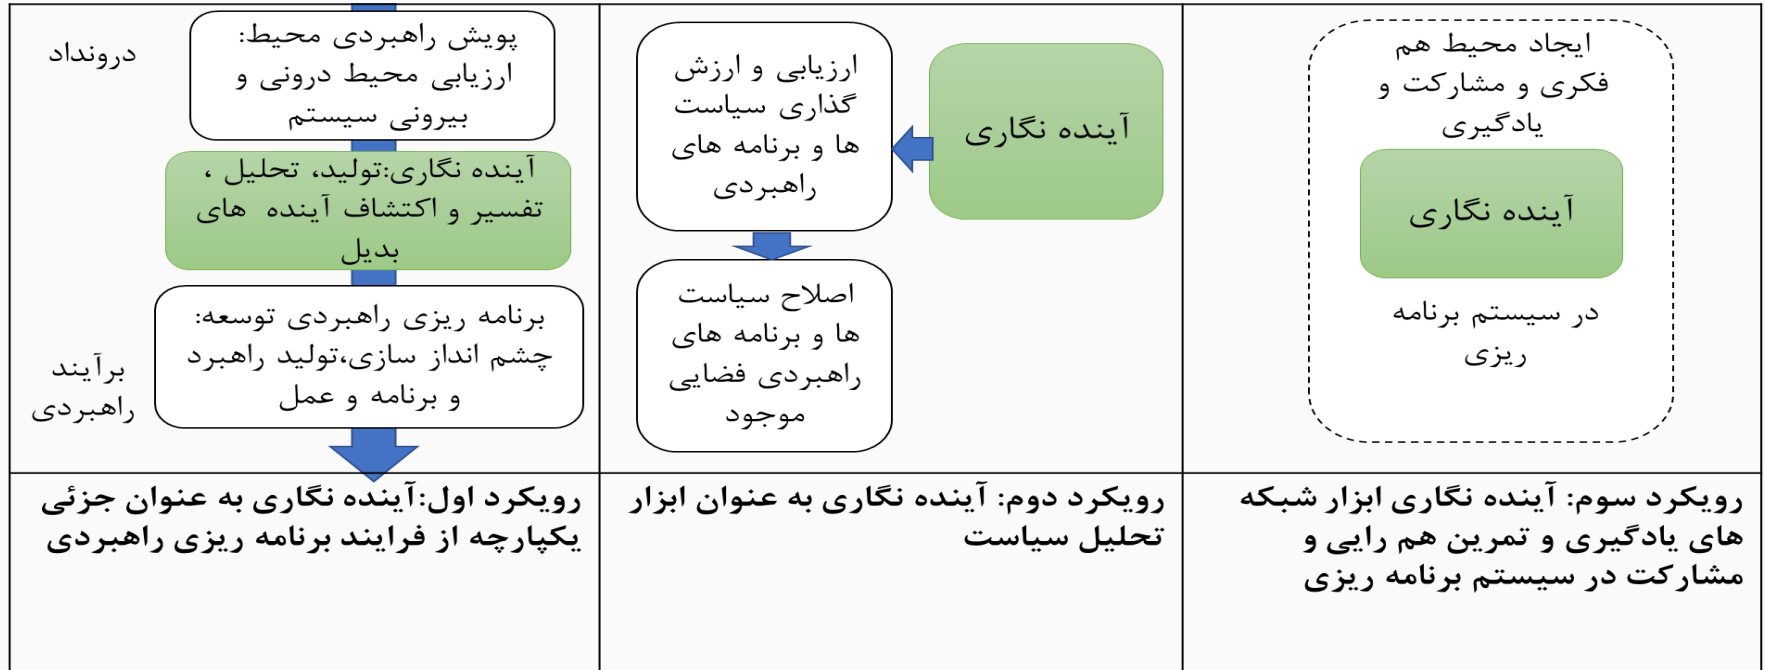 ایجاد محیط هم
فکری و مشارکت و
یادگیری
آینده نگاری
در سیستم برنامه
ریزی
رویکرد سوم: آینده نگاری ابزار شبکه
های یادگیری و تمرین هم رایی و
مشارکت در سیستم برنامه ریزی
آینده نگاری
ارزیابی و ارزش
گذاری سیاست
ها و برنامه های
راهبردی
اصلاح سیاست
ها و برنامه های
راهبردی فضایی
موجود
رویکرد دوم: آینده نگاری به عنوان ابزار
تحلیل سیاست
پویش راهبردی محیط:
ارزیابی محیط درونی و
بیرونی سیستم
آینده نگاری:تولید، تحلیل ،
تفسیر و اکتشاف آینده های
بدیل
برنامه ریزی راهبردی توسعه:
چشم انداز سازی،تولید راهبرد
و برنامه و عمل
درونداد
برآیند
راهبردی
رویکرد اول:آینده نگاری به عنوان جزئی
یکپارچه از فرایند برنامه ریزی راهبردی